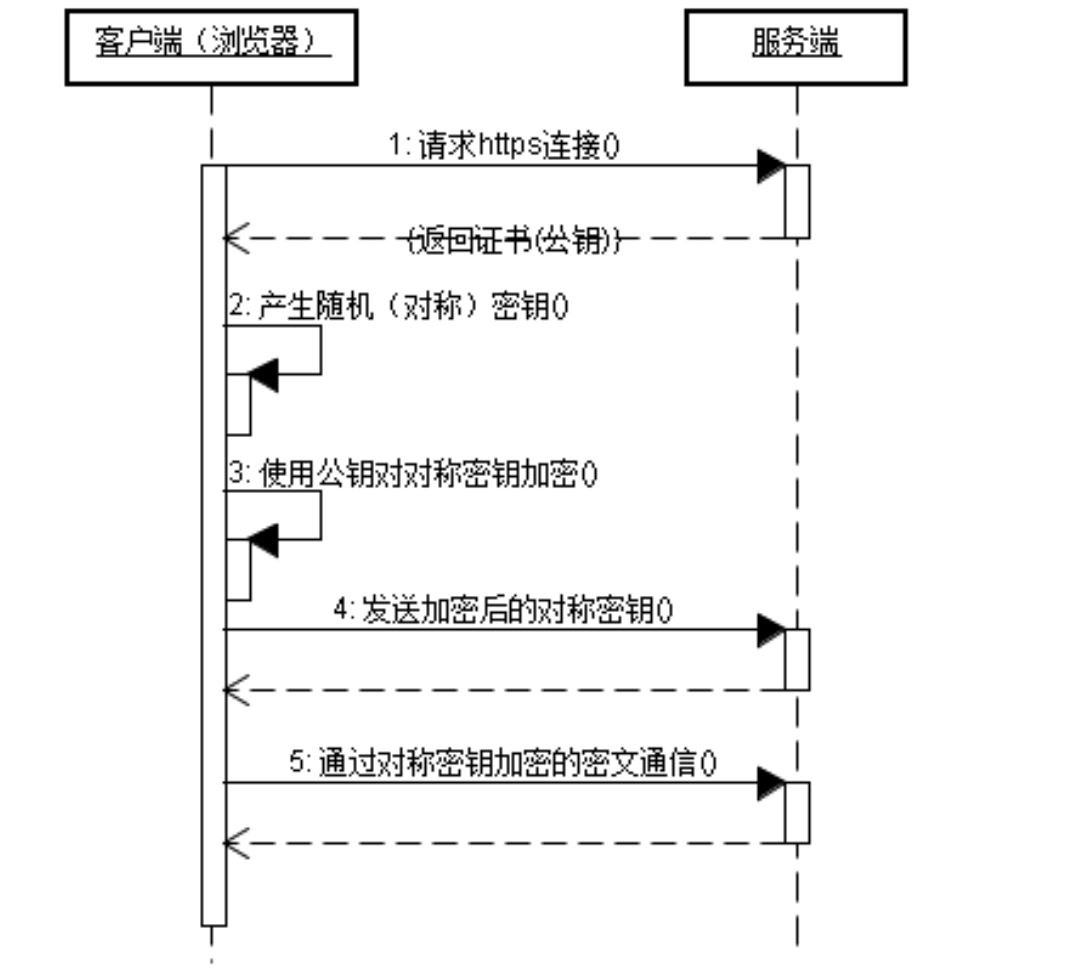 客户端（浏览器）
服务端
1: 请求https连接()
(返回证书(公钥))
2: 产生随机（对称）密钥()
3: 使用公钥对对称密钥加密()
4: 发送加密后的对称密钥()
5: 通过对称密钥加密的密文通信()